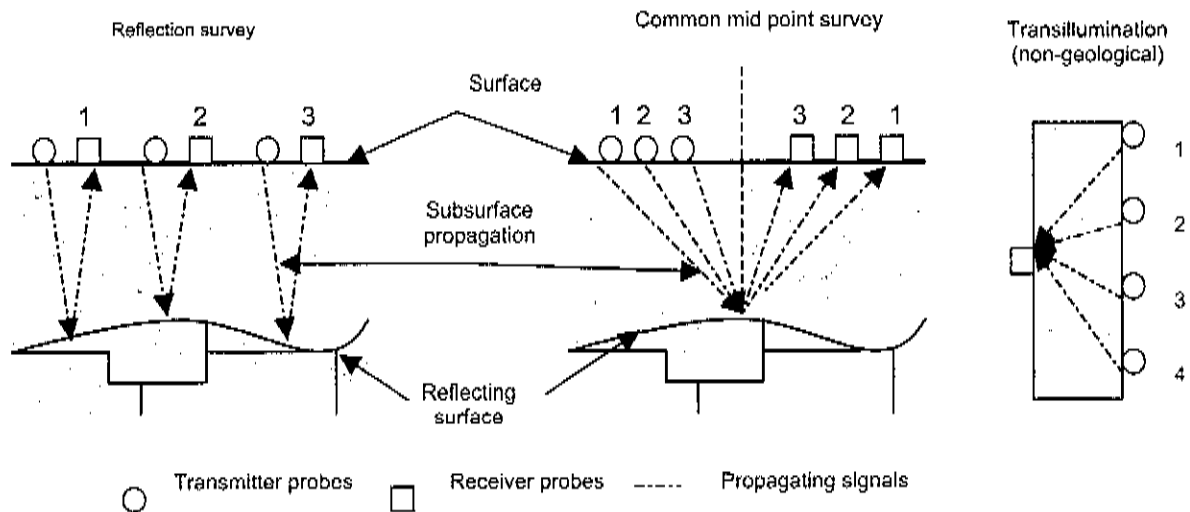 Reflection survey
Common mid point survey
Transillumination
(non-geological)
Surface
1 2 3
1 2 3
3 2 1
Subsurface
propagation
1
2
3
4
Reflecting
surface
Transmitter probes
Receiver probes
Propagating signals